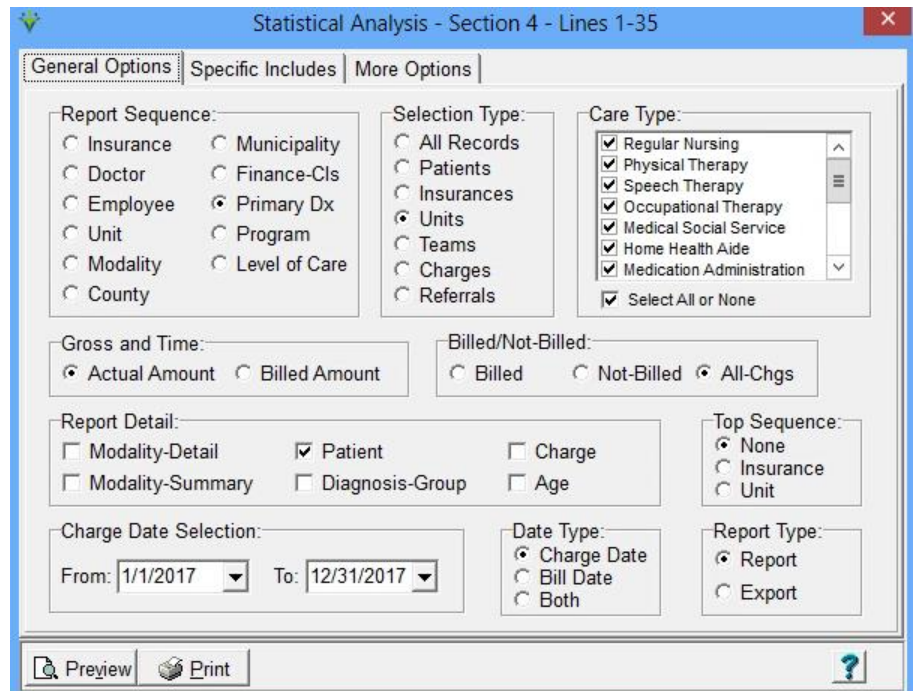 Statistical Analysis - Section 4 - Lines 1-35
General Options
Specific Includes
More Options
Report Sequence:
Insurance
Doctor
Employee
Unit
Modality
County
Municipality
Finance-Cls
Primary Dx
Program
Level of Care
Selection Type:
All Records
Patients
Insurances
Units
Teams
Charges
Referrals
Care Type:
Regular Nursing
Physical Therapy
Speech Therapy
Occupational Therapy
Medical Social Service
Home Health Aide
Medication Administration
Select All or None
Gross and Time:
Actual Amount
Billed Amount
Billed/Not-Billed:
Billed
Not-Billed
All-Chgs
Report Detail:
Modality-Detail
Patient
Charge
Modality-Summary
Diagnosis-Group
Age
Top Sequence:
None
Insurance
Unit
Charge Date Selection:
From: 1/1/2017
To: 12/31/2017
Date Type:
Charge Date
Bill Date
Both
Report Type:
Report
Export
Preview
Print
?